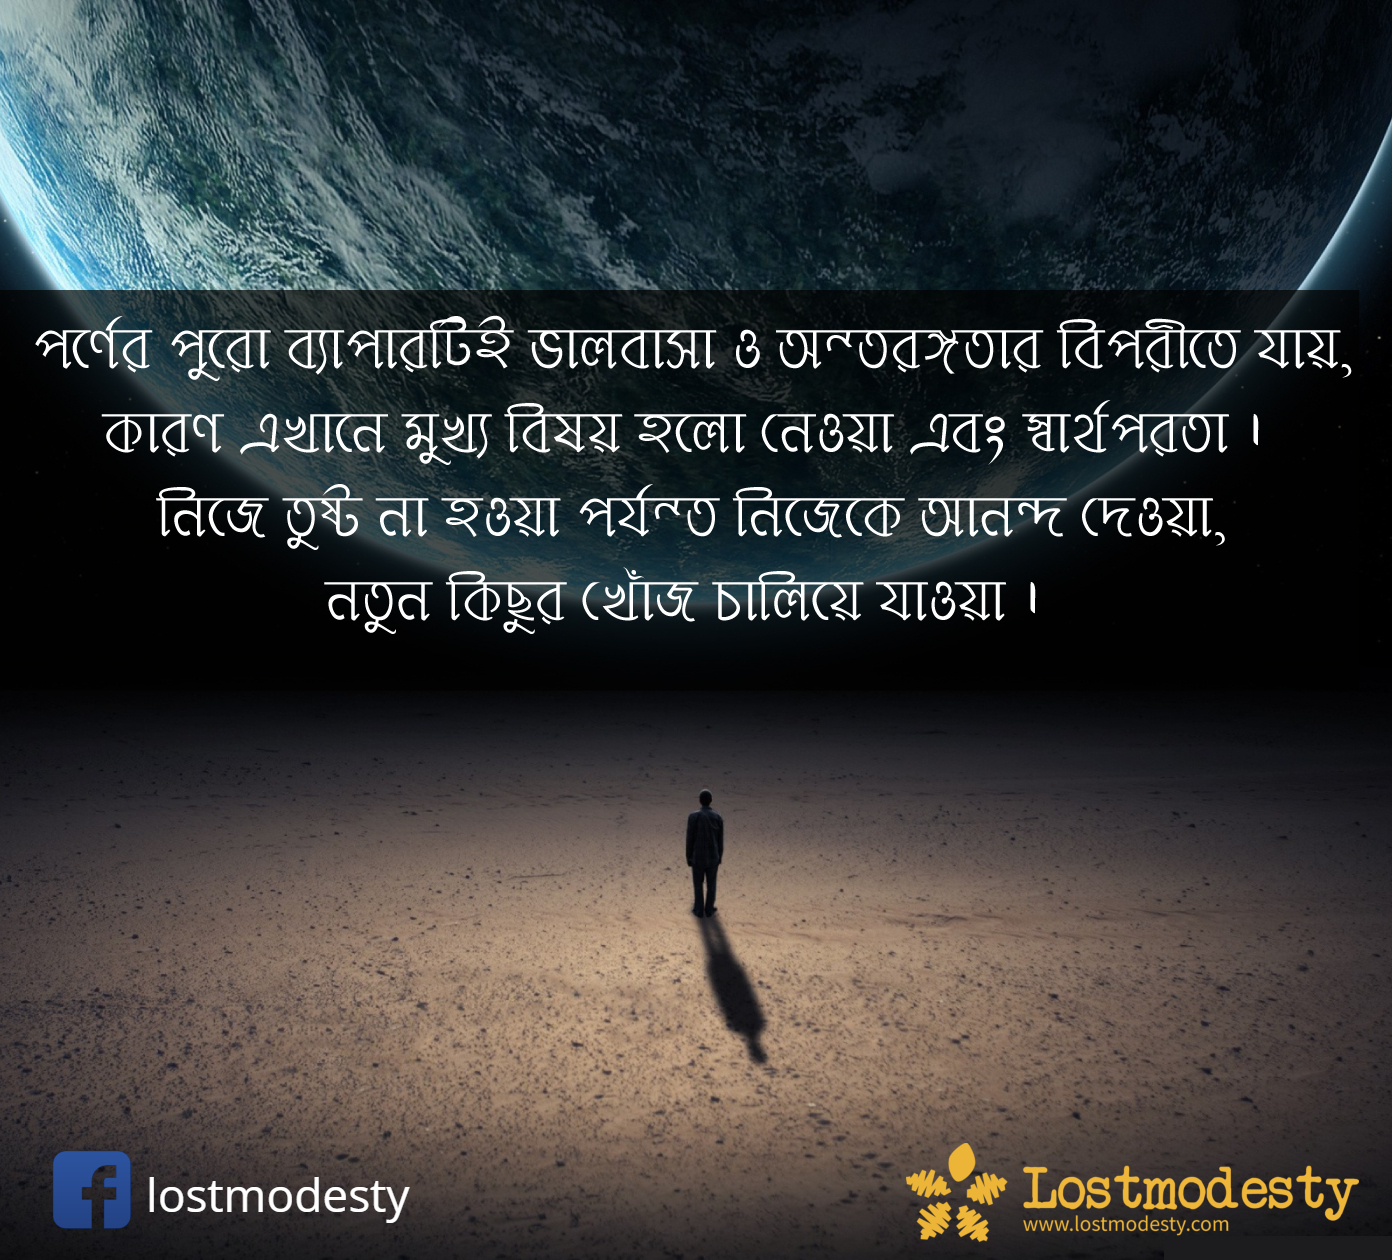 পর্ণের পুরো ব্যাপারটিই ভালবাসা ও অন্তরঙ্গতার বিপরীতে যায়,
কারণ এখানে মুখ্য বিষয় হলো নেওয়া এবং স্বার্থপরতা ।
নিজে তুষ্ট না হওয়া পর্যন্ত নিজেকে আনন্দ দেওয়া,
নতুন কিছুর খোঁজ চালিয়ে যাওয়া ।
f lostmodesty
Lostmodesty
www.lostmodesty.com